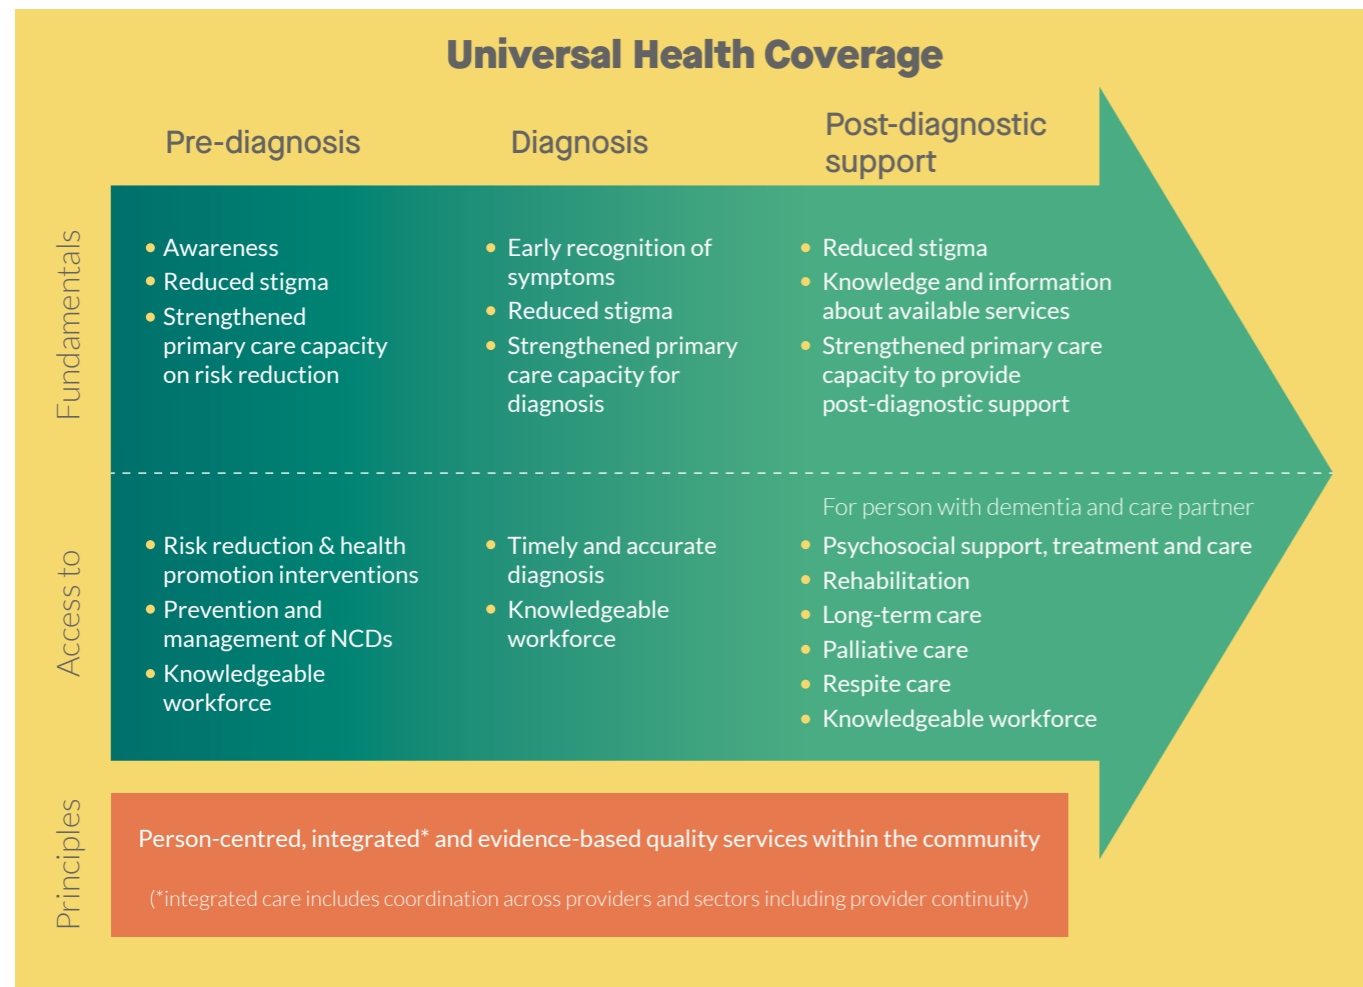 Universal Health Coverage
Pre-diagnosis
Diagnosis
Post-diagnostic
support
Fundamentals
• Awareness
• Reduced stigma
• Strengthened
primary care capacity
on risk reduction
• Early recognition of
symptoms
• Reduced stigma
• Strengthened primary
care capacity for
diagnosis
• Reduced stigma
• Knowledge and information
about available services
• Strengthened primary care
capacity to provide
post-diagnostic support
Access to
• Risk reduction & health
promotion interventions
• Prevention and
management of NCDs
• Knowledgeable
workforce
• Timely and accurate
diagnosis
• Knowledgeable
workforce
For person with dementia and care partner
• Psychosocial support, treatment and care
• Rehabilitation
• Long-term care
• Palliative care
• Respite care
• Knowledgeable workforce
Principles
Person-centred, integrated* and evidence-based quality services within the community
(*integrated care includes coordination across providers and sectors including provider continuity)